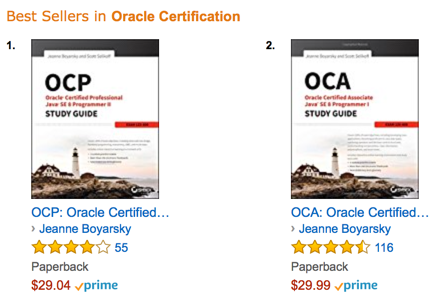 Best Sellers in Oracle Certification
1.
Jeanne Boyarsky and Scott Selikoff
OCP
Oracle Certified Professional
Java SE 8 Programmer II
STUDY GUIDE
OCP: Oracle Certified...
› Jeanne Boyarsky
55
Paperback
$29.04 prime
2.
Jeanne Boyarsky and Scott Selikoff
OCA
Oracle Certified Associate
Java SE 8 Programmer I
STUDY GUIDE
OCA: Oracle Certified...
› Jeanne Boyarsky
116
Paperback
$29.99 prime